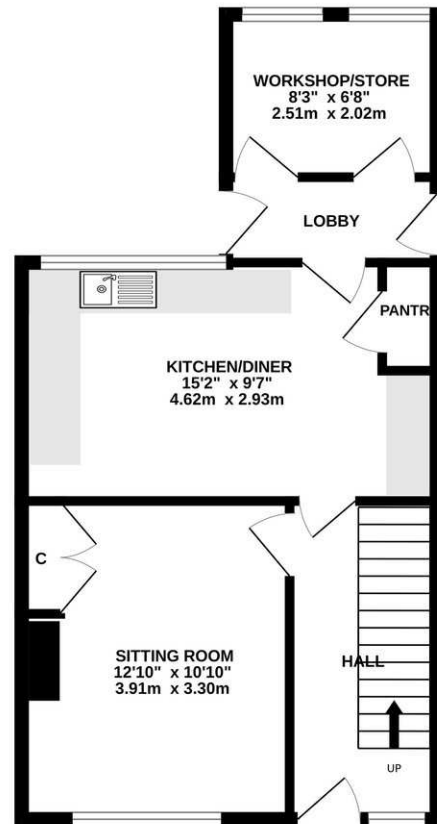 WORKSHOP/STORE
8'3" x 6'8"
2.51m x 2.02m
LOBBY
PANTR
KITCHEN/DINER
15'2" x 9'7"
4.62m x 2.93m
C
SITTING ROOM
12'10" x 10'10"
3.91m x 3.30m
HALL
UP